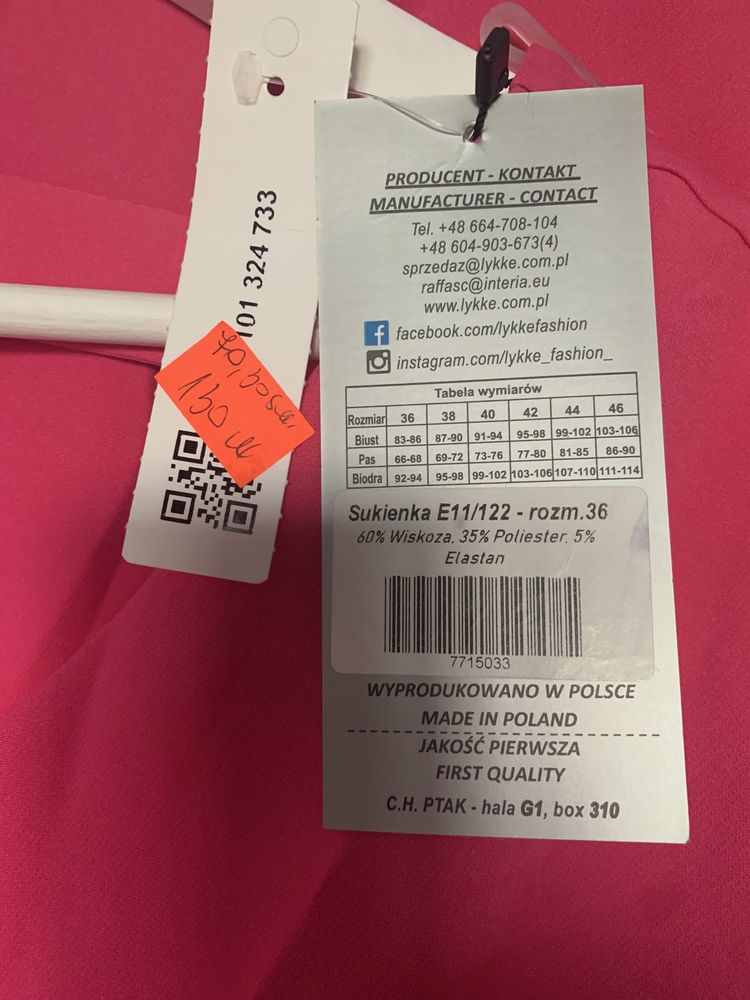 101 324 733
130
PRODUCENT - KONTAKT
MANUFACTURER - CONTACT
Tel. +48 664-708-104
+48 604-903-673(4)
sprzedaz@lykke.com.pl
raffasc@interia.eu
www.lykke.com.pl
facebook.com/lykkefashion
instagram.com/lykke_fashion_
Tabela wymiarów
Rozmiar 36 38 40 42 44 46
Biust 83-86 87-90 91-94 95-98 99-102 103-106
Pas 66-68 69-72 73-76 77-80 81-85 86-90
Biodra 92-94 95-98 99-102 103-106 107-110 111-114
Sukienka E11/122 - rozm.36
60% Wiskoza, 35% Poliester, 5%
Elastan
7715033
WYPRODUKOWANO W POLSCE
MADE IN POLAND
JAKOŚĆ PIERWSZA
FIRST QUALITY
C.H. PTAK - hala G1, box 310